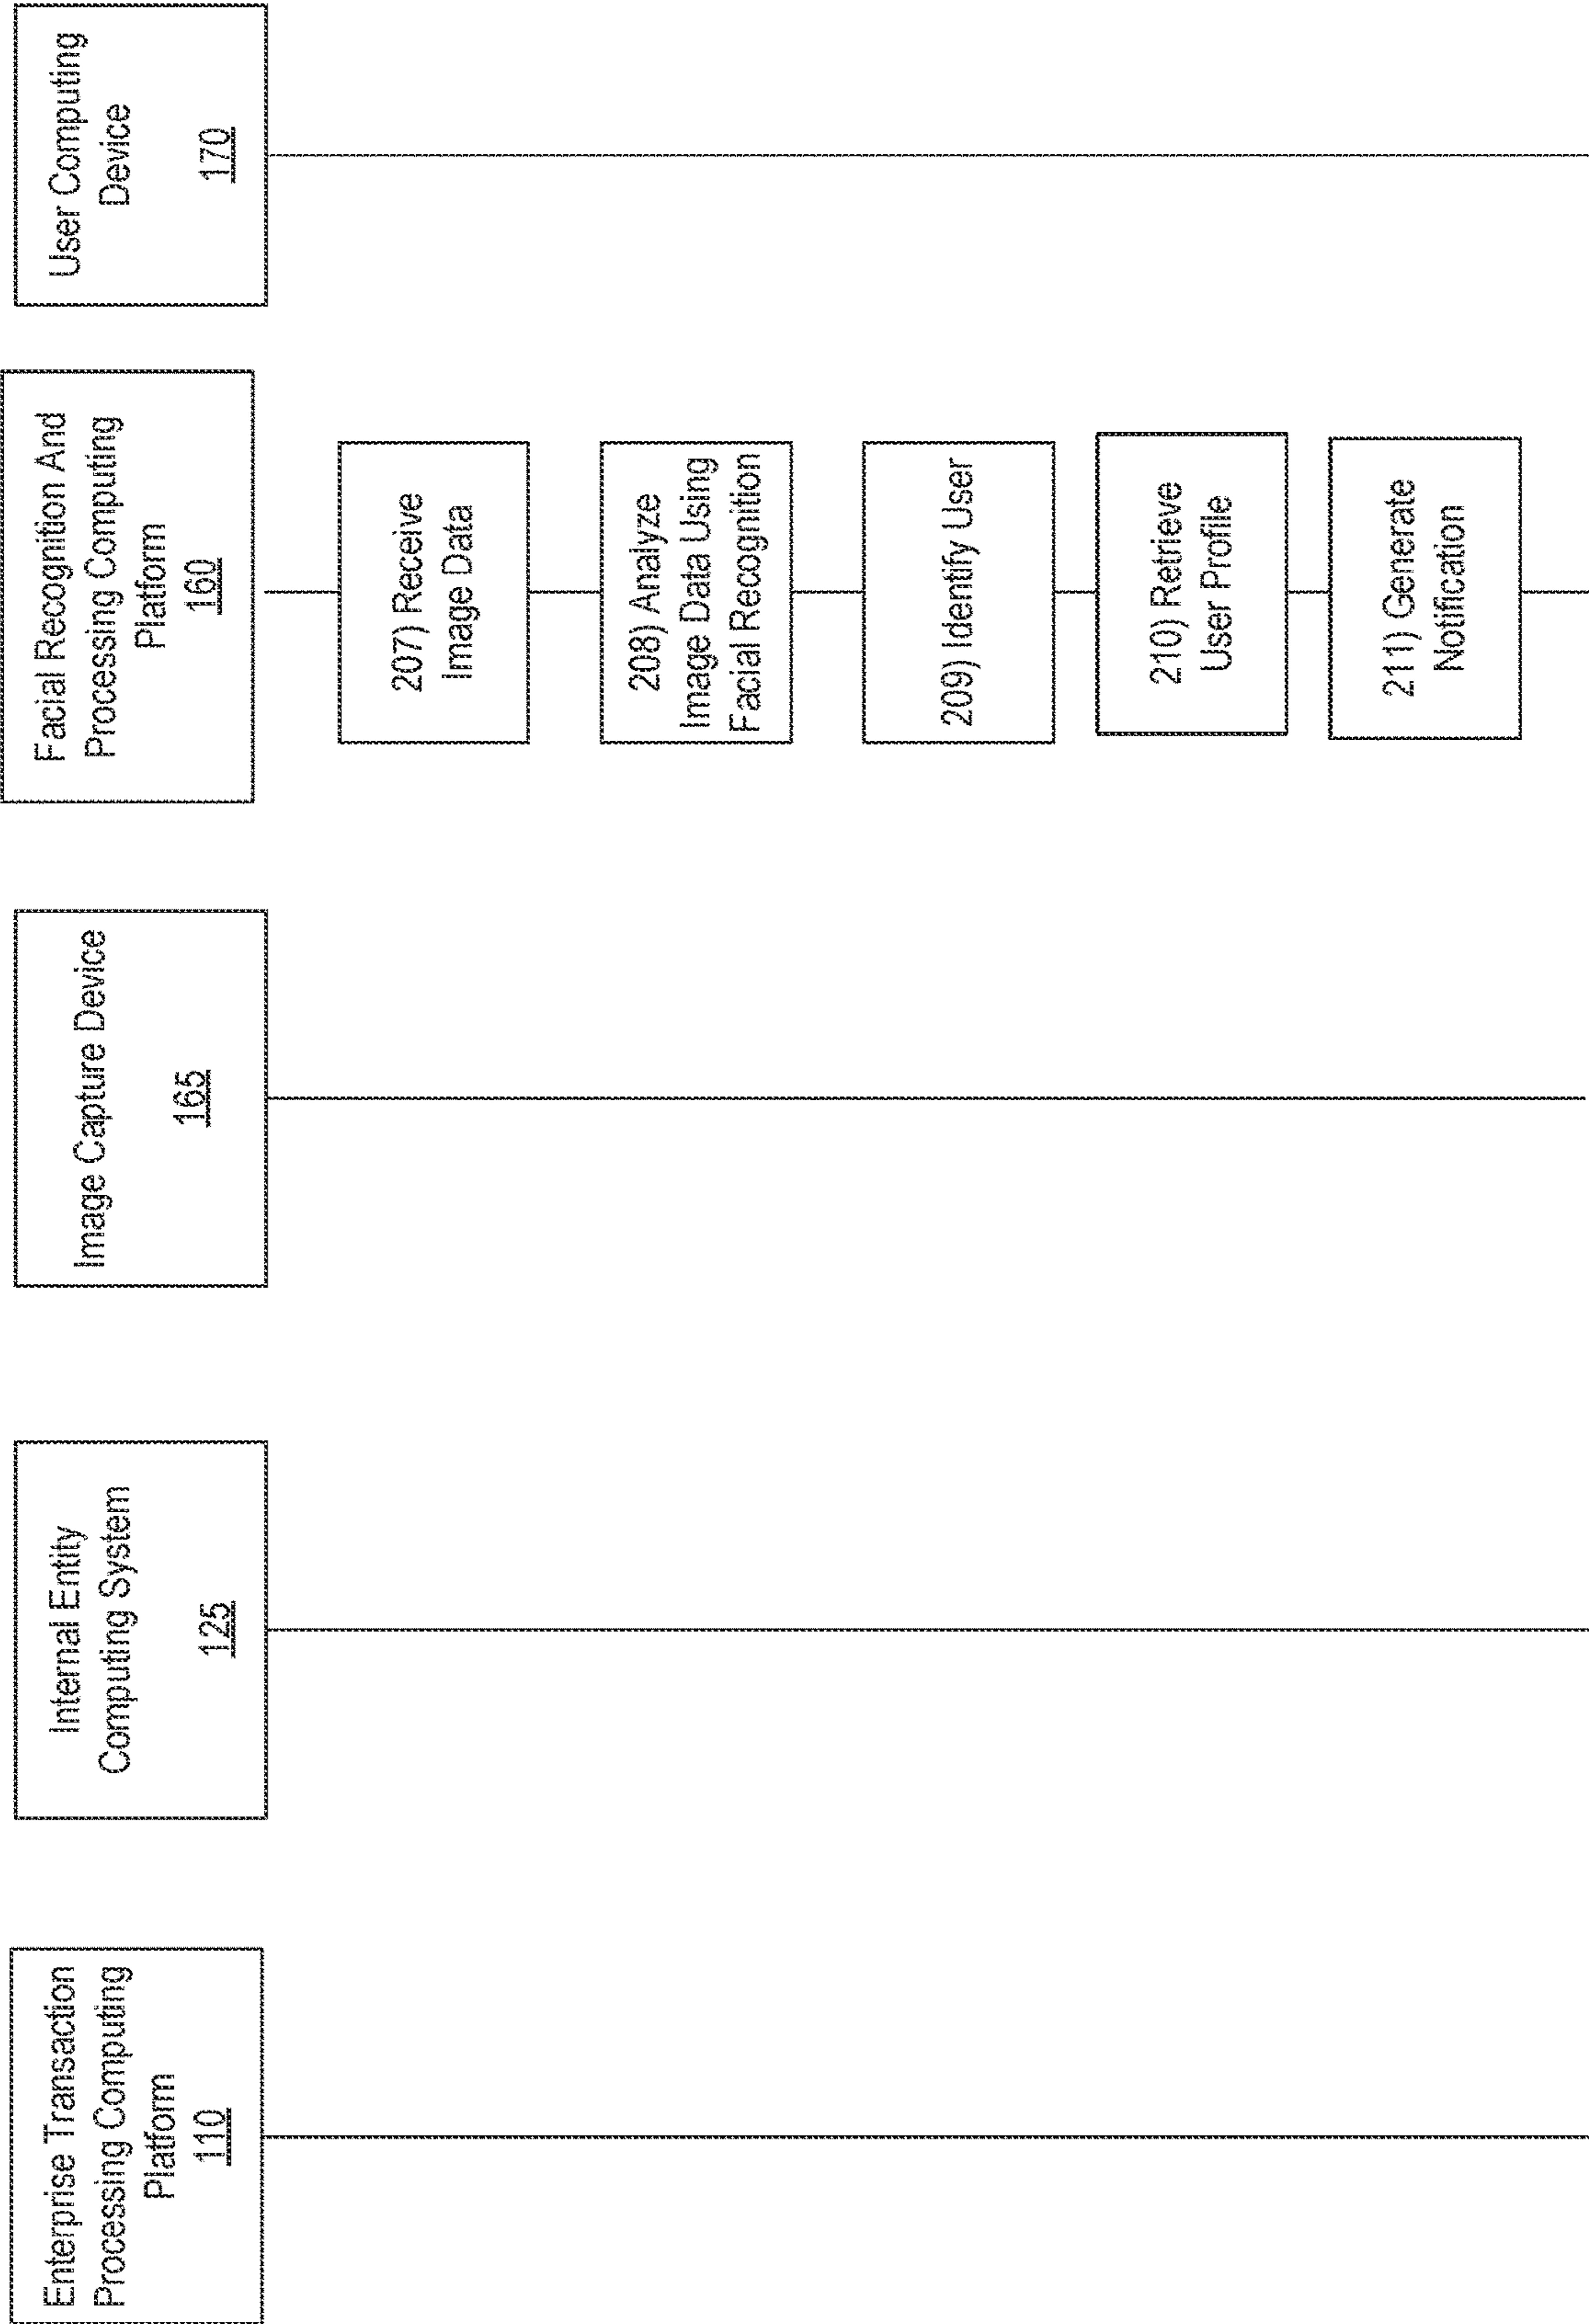 Enterprise Transaction
Processing Computing
Platform
110
Internal Entity
Computing System
125
Image Capture Device
165
Facial Recognition And
Processing Computing
Platform
160
User Computing
Device
170
207) Receive
Image Data
208) Analyze
Image Data Using
Facial Recognition
209) Identify User
210) Retrieve
User Profile
211) Generate
Notification